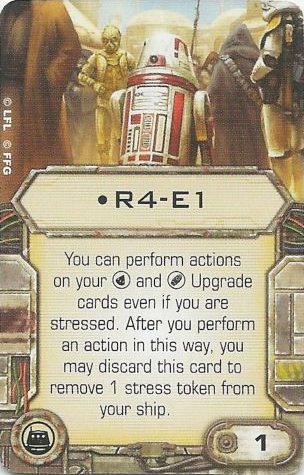 © LFL © FFG
• R4-E1
You can perform actions
on your and Upgrade
cards even if you are
stressed. After you perform
an action in this way, you
may discard this card to
remove 1 stress token from
your ship.
1